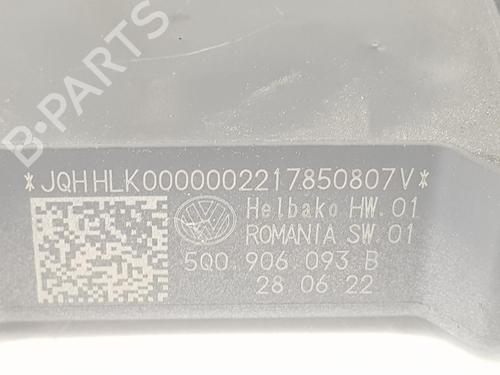 B-PARTS
*JQHHLK0000002217850807V*
Helbako HW.01
ROMANIA SW.01
5Q0 906 093 B
28 06 22